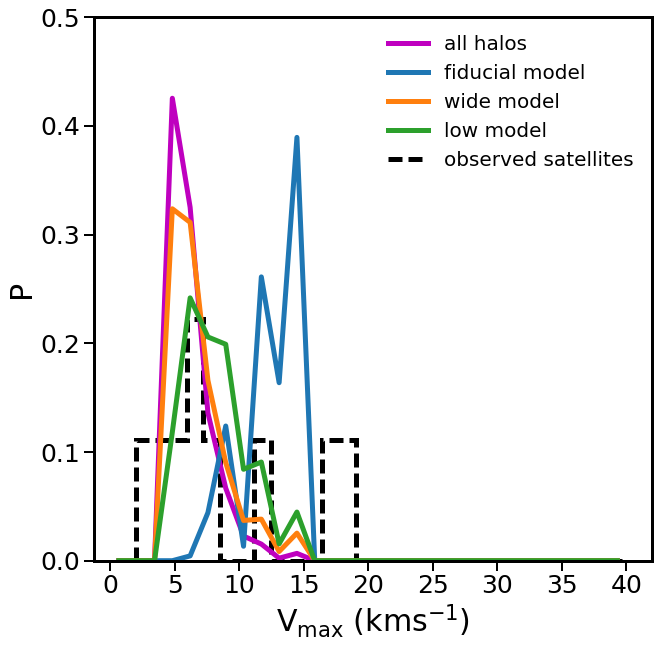 0.5
0.4
0.3
0.2
0.1
0.0
P
all halos
fiducial model
wide model
low model
observed satellites
0 5 10 15 20 25 30 35 40
V_max (kms⁻¹)